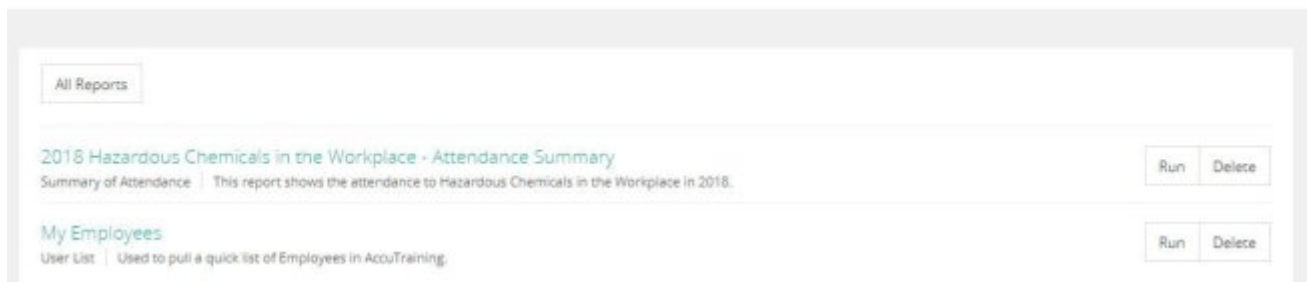 All Reports
2018 Hazardous Chemicals in the Workplace - Attendance Summary
Summary of Attendance | This report shows the attendance to Hazardous Chemicals in the Workplace in 2018.
Run Delete
My Employees
User List | Used to pull a quick list of Employees in AccuTraining.
Run Delete